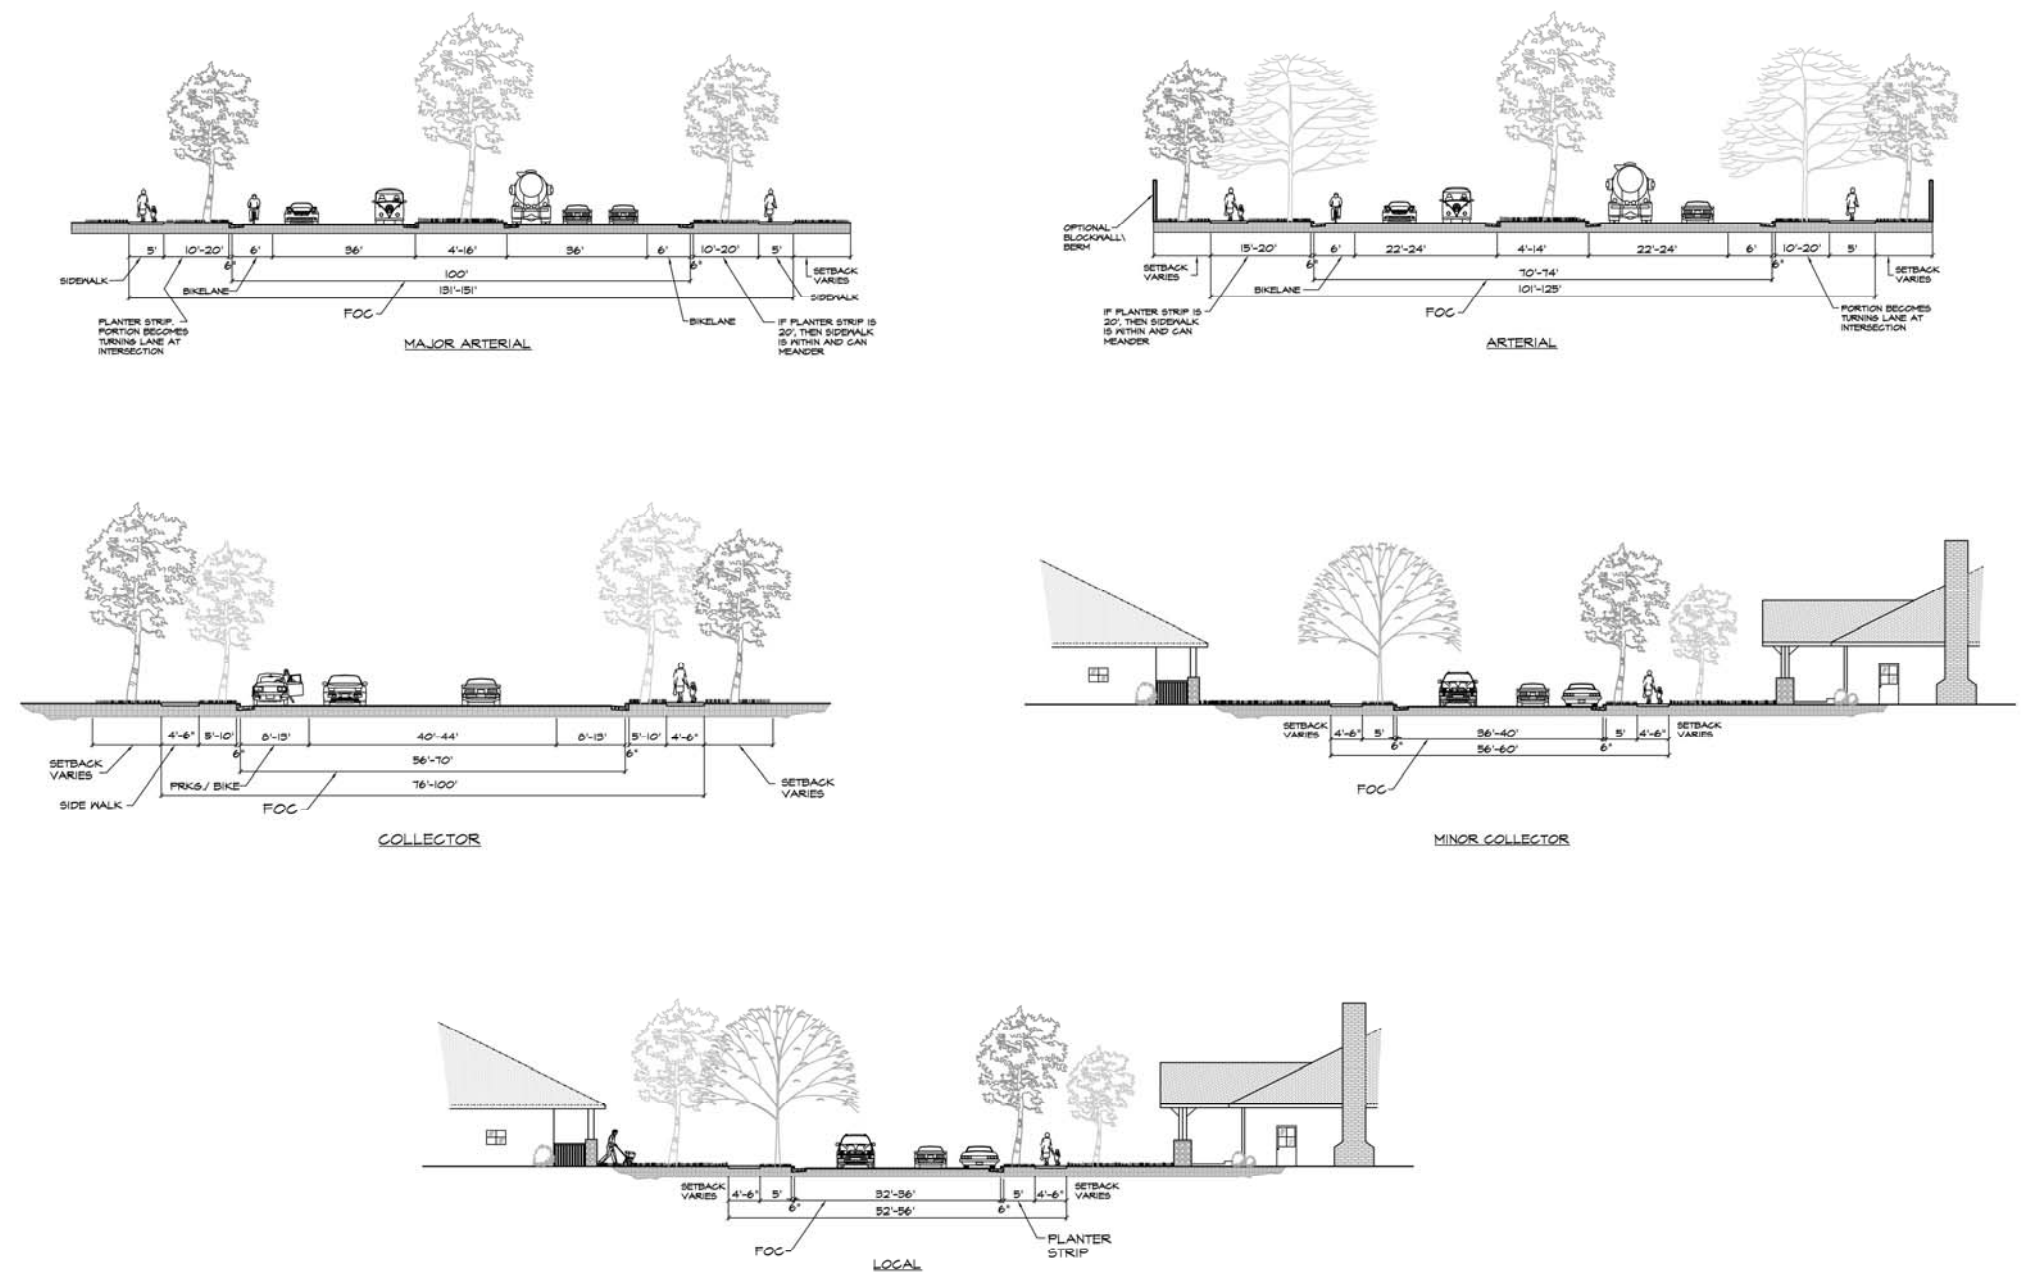 5' 10'-20' 6' 36' 4'-16' 36' 6' 10'-20' 5'
6" 6"
SIDEWALK
100'
SETBACK
VARIES
BIKELANE
131'-151'
SIDEWALK
FOC
PLANTER STRIP.
PORTION BECOMES
TURNING LANE AT
INTERSECTION
BIKELANE
IF PLANTER STRIP IS
20', THEN SIDEWALK
IS WITHIN AND CAN
MEANDER
MAJOR ARTERIAL
OPTIONAL
BLOCKWALL\
BERM
15'-20' 6' 22'-24' 4'-14' 22'-24' 6' 10'-20' 5'
6" 6"
SETBACK
VARIES
70'-74'
SETBACK
VARIES
BIKELANE
101'-125'
FOC
IF PLANTER STRIP IS
20', THEN SIDEWALK
IS WITHIN AND CAN
MEANDER
PORTION BECOMES
TURNING LANE AT
INTERSECTION
ARTERIAL
4'-6" 5'-10' 8'-13' 40'-44' 8'-13' 5'-10' 4'-6"
6" 6"
SETBACK
VARIES
56'-70'
PRKG./ BIKE
76'-100'
SETBACK
VARIES
SIDE WALK
FOC
COLLECTOR
SETBACK
VARIES
4'-6" 5' 36'-40' 5' 4'-6"
SETBACK
VARIES
6" 6"
56'-60'
FOC
MINOR COLLECTOR
SETBACK
VARIES
4'-6" 5' 32'-36' 5' 4'-6"
SETBACK
VARIES
6" 6"
52'-56'
FOC
PLANTER
STRIP
LOCAL